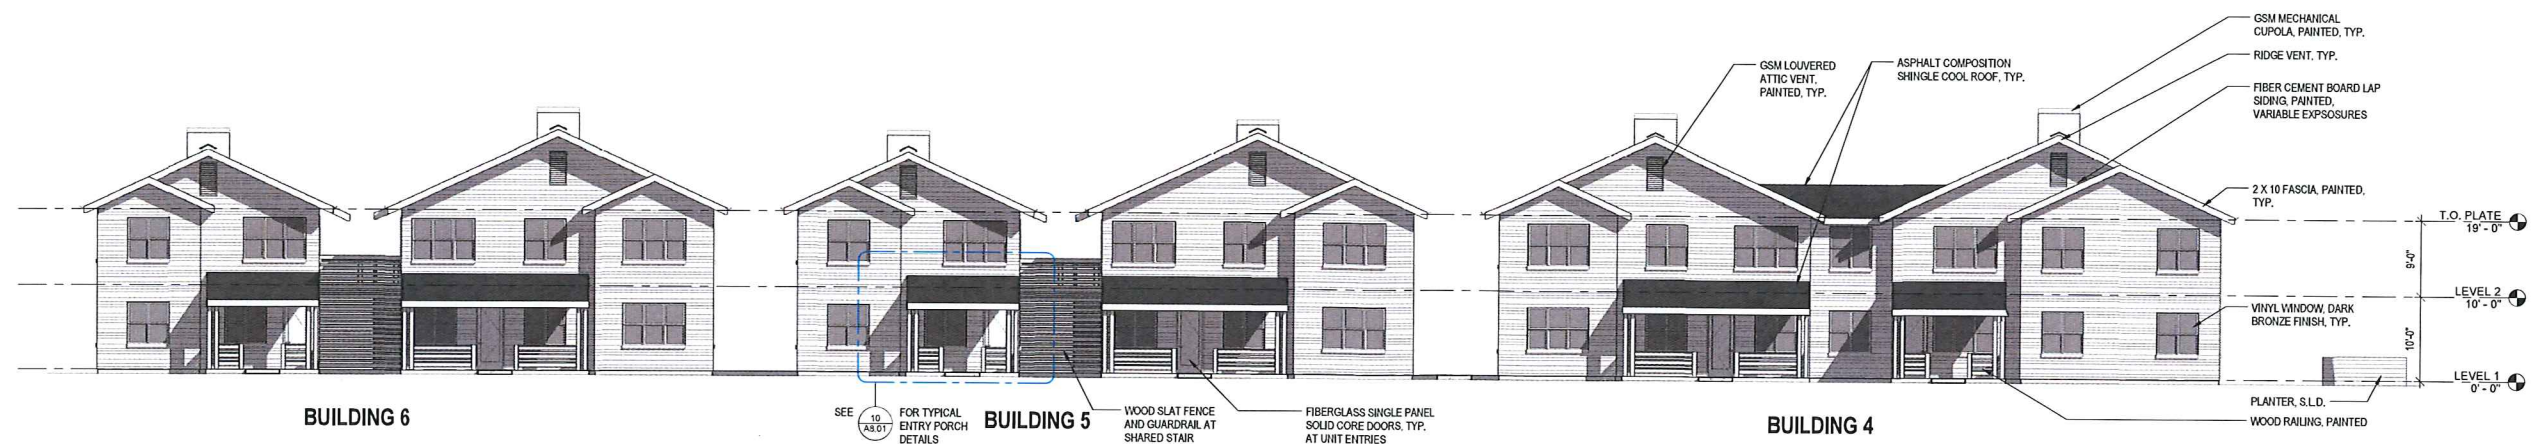 GSM MECHANICAL
CUPOLA, PAINTED, TYP.
RIDGE VENT, TYP.
GSM LOUVERED
ATTIC VENT,
PAINTED, TYP.
ASPHALT COMPOSITION
SHINGLE COOL ROOF, TYP.
FIBER CEMENT BOARD LAP
SIDING, PAINTED,
VARIABLE EXPSOSURES
2 X 10 FASCIA, PAINTED,
TYP.
T.O. PLATE
19' - 0"
9'-0"
LEVEL 2
10' - 0"
VINYL WINDOW, DARK
BRONZE FINISH, TYP.
10'-0"
LEVEL 1
0' - 0"
PLANTER, S.L.D.
WOOD RAILING, PAINTED
BUILDING 6
SEE
10
A8.01
FOR TYPICAL
ENTRY PORCH
DETAILS
BUILDING 5
WOOD SLAT FENCE
AND GUARDRAIL AT
SHARED STAIR
FIBERGLASS SINGLE PANEL
SOLID CORE DOORS, TYP.
AT UNIT ENTRIES
BUILDING 4